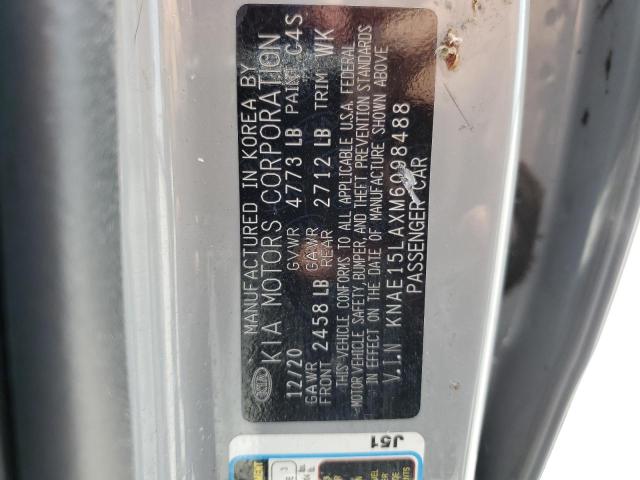 MANUFACTURED IN KOREA BY
KIA MOTORS CORPORATION
12/20 GVWR 4773 LB PAINT C4S
GAWR FRONT 2458 LB GAWR REAR 2712 LB TRIM WK
THIS VEHICLE CONFORMS TO ALL APPLICABLE U.S.A. FEDERAL
MOTOR VEHICLE SAFETY, BUMPER, AND THEFT PREVENTION STANDARDS
IN EFFECT ON THE DATE OF MANUFACTURE SHOWN ABOVE
V.I.N KNAE15LAXM6098488
PASSENGER CAR
KIA
J51